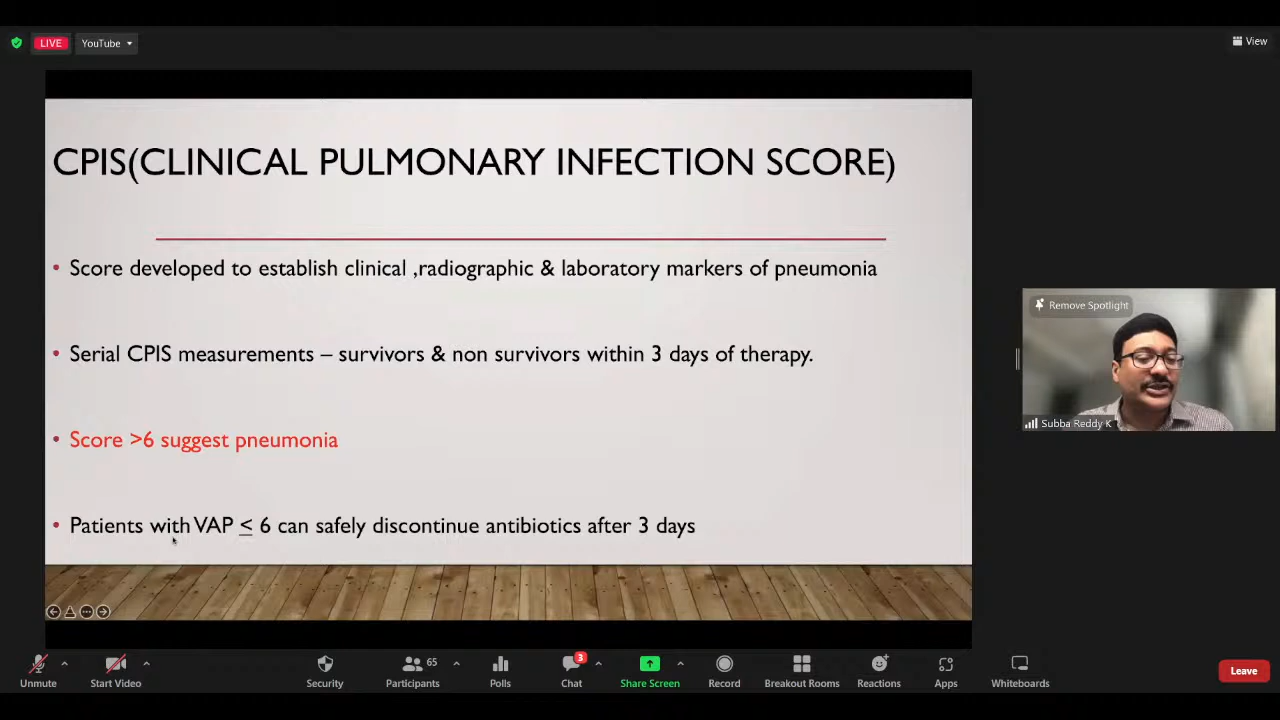 LIVE
YouTube
View
CPIS(CLINICAL PULMONARY INFECTION SCORE)
• Score developed to establish clinical ,radiographic & laboratory markers of pneumonia
• Serial CPIS measurements – survivors & non survivors within 3 days of therapy.
• Score >6 suggest pneumonia
• Patients with VAP ≤ 6 can safely discontinue antibiotics after 3 days
Remove Spotlight
Subba Reddy K
Unmute
Start Video
Security
65
Participants
Polls
3
Chat
Share Screen
Record
Breakout Rooms
Reactions
Apps
Whiteboards
Leave